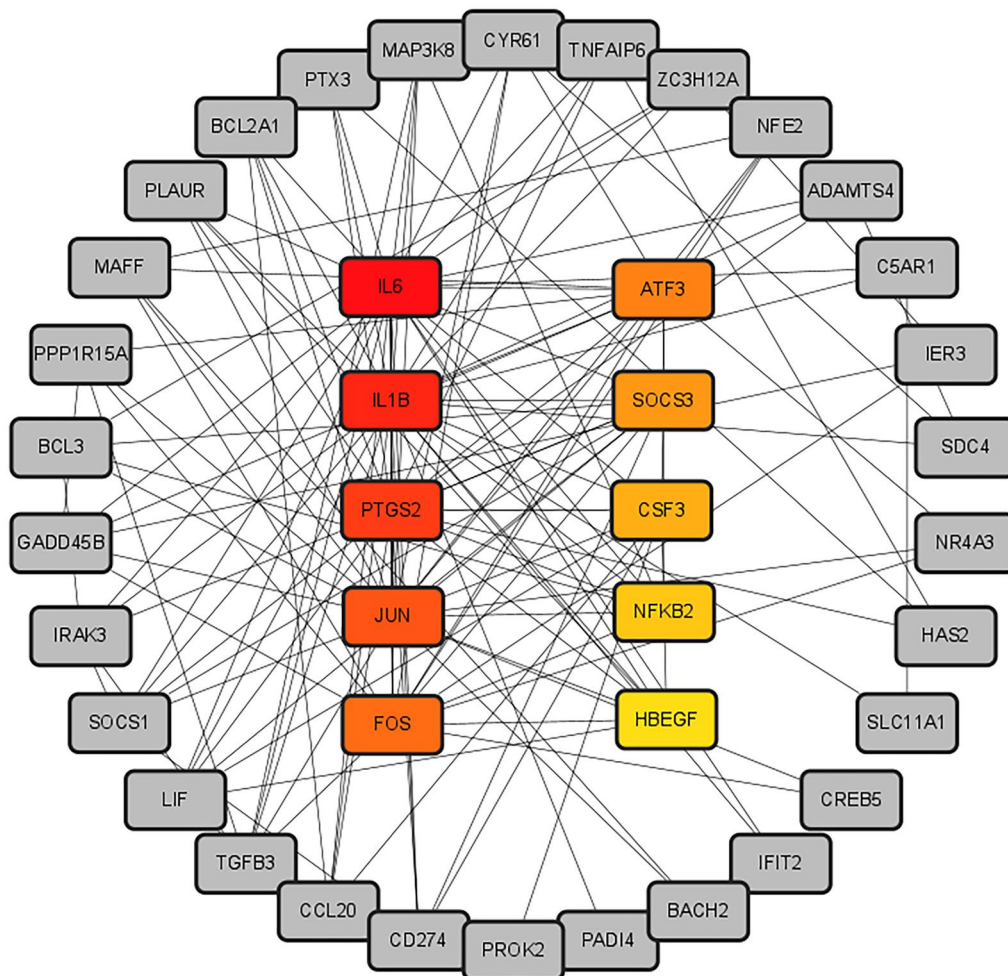 CYR61
MAP3K8
TNFAIP6
PTX3
ZC3H12A
BCL2A1
NFE2
PLAUR
ADAMTS4
MAFF
IL6
ATF3
C5AR1
PPP1R15A
IER3
IL1B
SOCS3
BCL3
SDC4
PTGS2
CSF3
GADD45B
NR4A3
JUN
NFKB2
IRAK3
HAS2
SOCS1
FOS
HBEGF
SLC11A1
LIF
CREB5
TGFB3
IFIT2
CCL20
BACH2
CD274
PADI4
PROK2